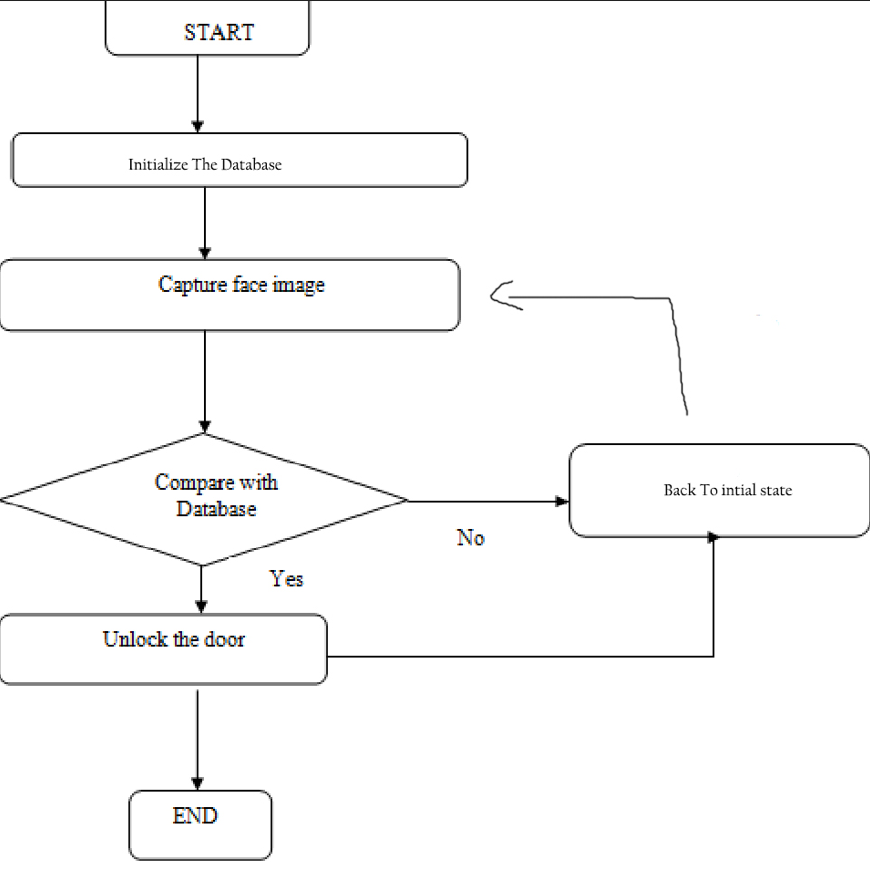 START
Initialize The Database
Capture face image
Compare with
Database
Back To intial state
No
Yes
Unlock the door
END